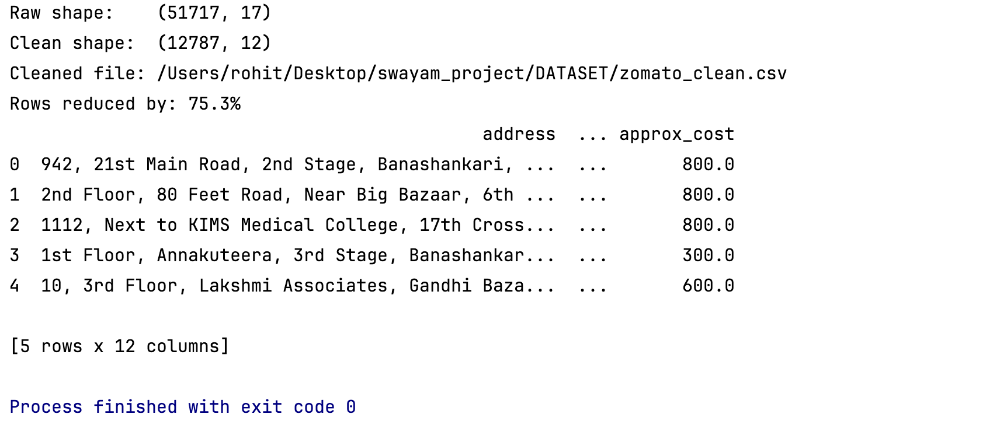 Raw shape:    (51717, 17)
Clean shape:  (12787, 12)
Cleaned file: /Users/rohit/Desktop/swayam_project/DATASET/zomato_clean.csv
Rows reduced by: 75.3%
                                             address  ... approx_cost
0  942, 21st Main Road, 2nd Stage, Banashankari, ...  ...       800.0
1  2nd Floor, 80 Feet Road, Near Big Bazaar, 6th ...  ...       800.0
2  1112, Next to KIMS Medical College, 17th Cross...  ...       800.0
3  1st Floor, Annakuteera, 3rd Stage, Banashankar...  ...       300.0
4  10, 3rd Floor, Lakshmi Associates, Gandhi Baza...  ...       600.0
[5 rows x 12 columns]
Process finished with exit code 0